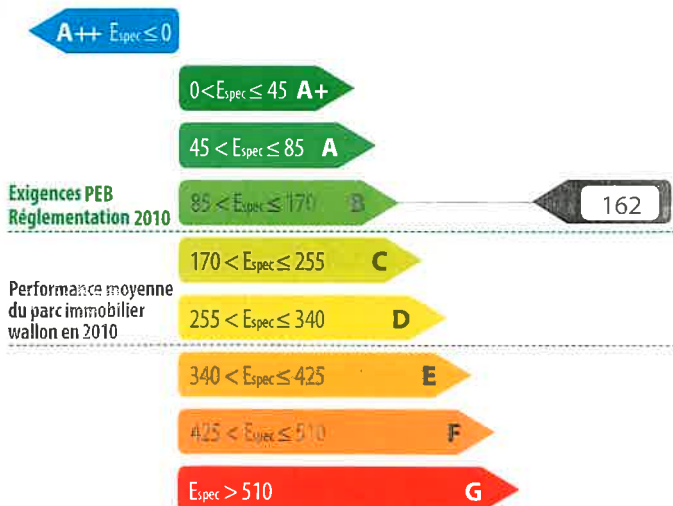 A++ Espec ≤ 0
0 < Espec ≤ 45 A+
45 < Espec ≤ 85 A
Exigences PEB
Réglementation 2010
85 < Espec ≤ 170 B
162
170 < Espec ≤ 255 C
Performance moyenne
du parc immobilier
wallon en 2010
255 < Espec ≤ 340 D
340 < Espec ≤ 425 E
425 < Espec ≤ 510 F
Espec > 510 G